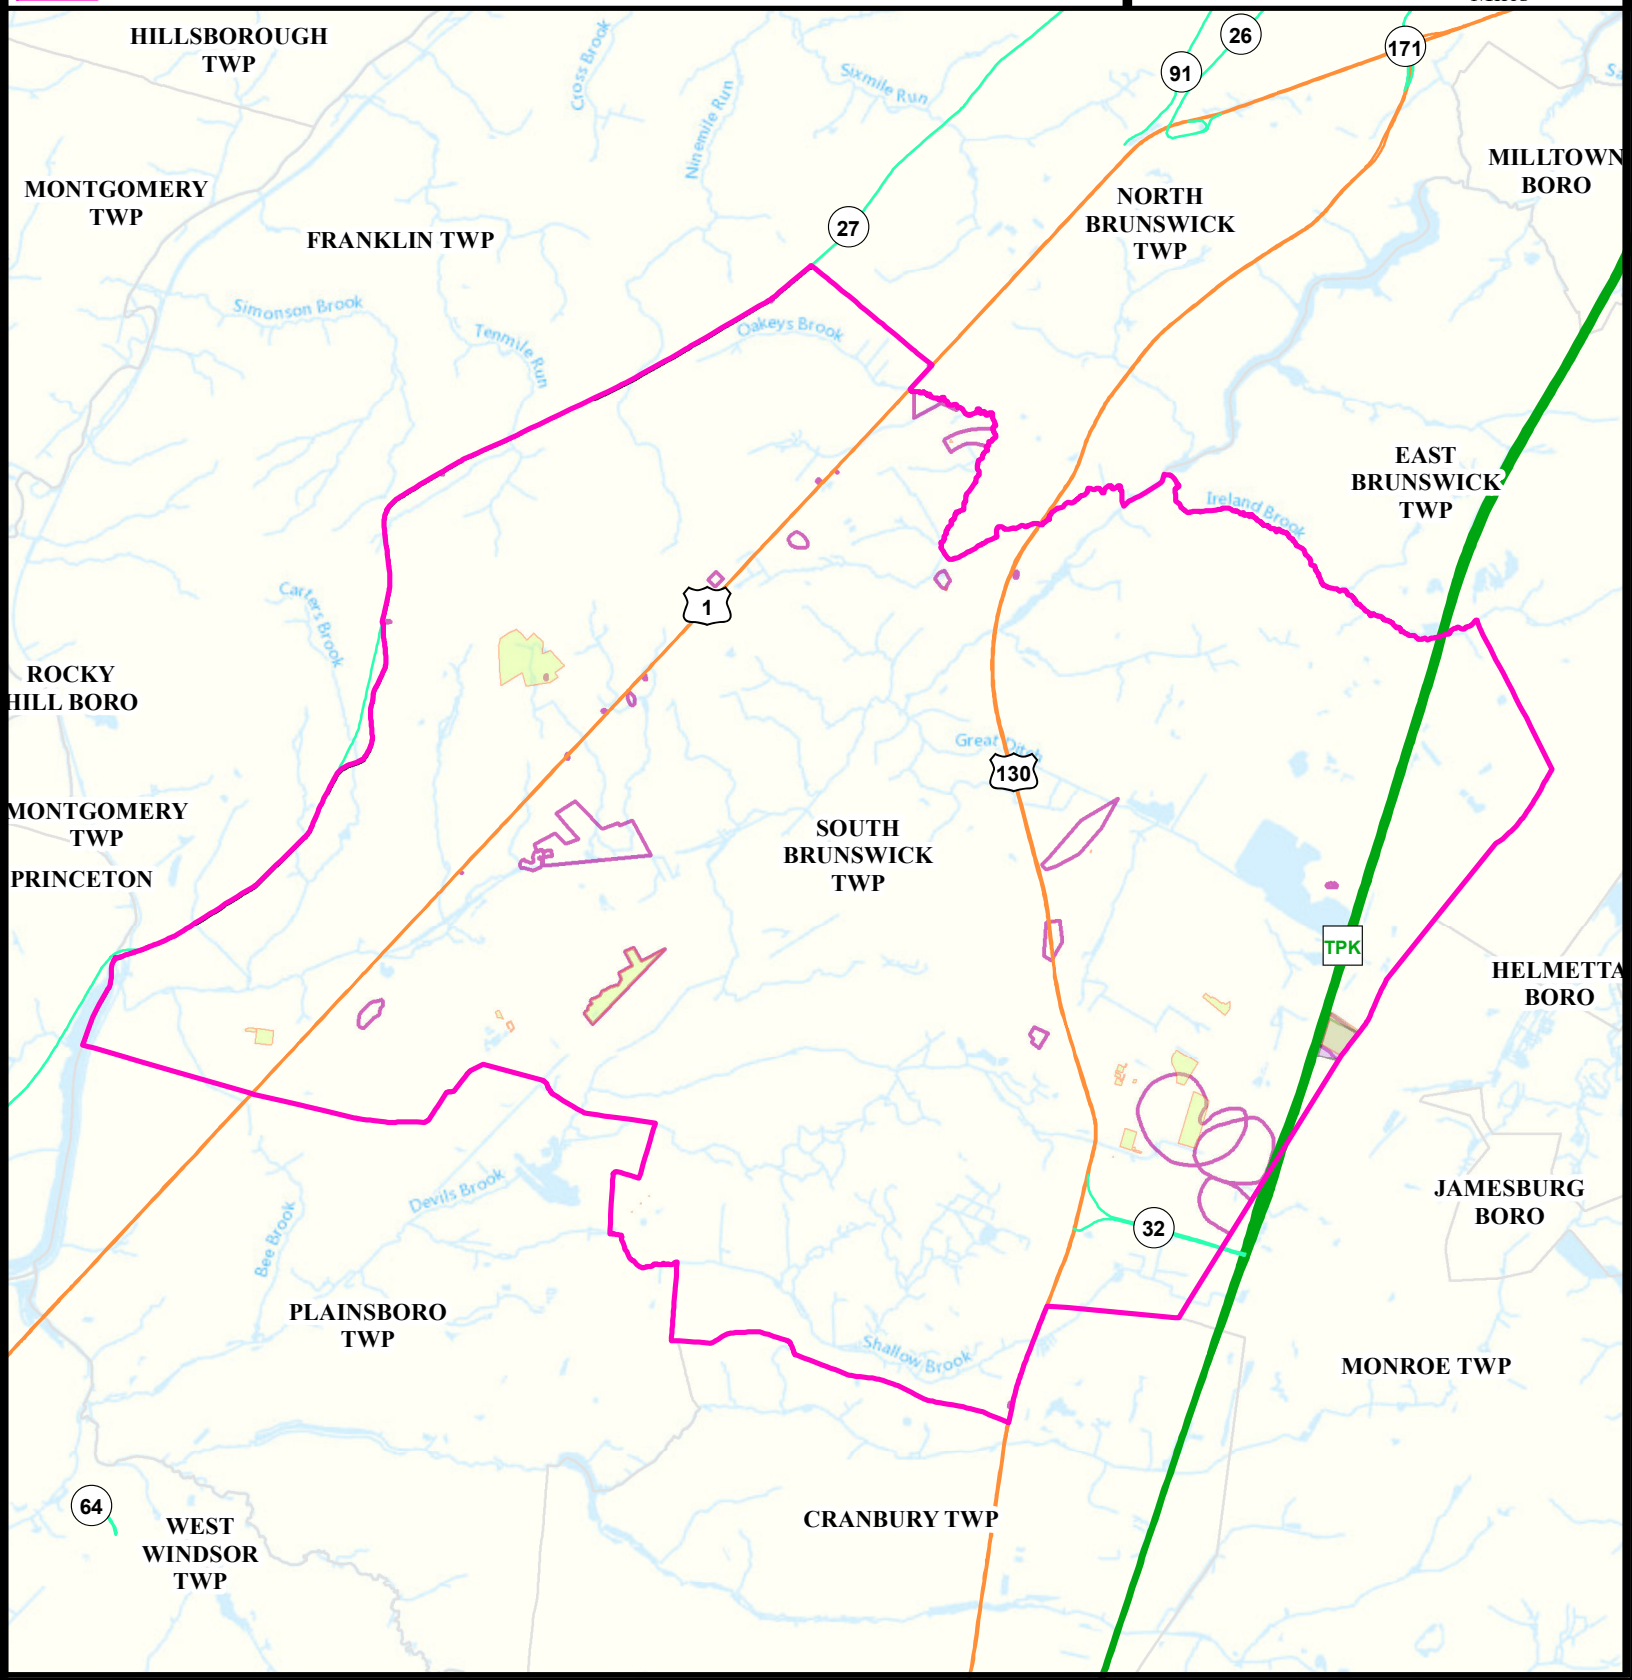 HILLSBOROUGH
TWP
Cross Brook
Sixmile Run
Ninemile Run
26
91
171
MILLTOWN
BORO
MONTGOMERY
TWP
FRANKLIN TWP
27
NORTH
BRUNSWICK
TWP
Simonson Brook
Tenmile
Run
Oakeys Brook
EAST
BRUNSWICK
TWP
Ireland Brook
Carters
Brook
1
ROCKY
HILL BORO
Great Ditch
130
MONTGOMERY
TWP
PRINCETON
SOUTH
BRUNSWICK
TWP
TPK
HELMETTA
BORO
Devils Brook
Bee Brook
JAMESBURG
BORO
32
PLAINSBORO
TWP
Shallow Brook
MONROE TWP
64
WEST
WINDSOR
TWP
CRANBURY TWP